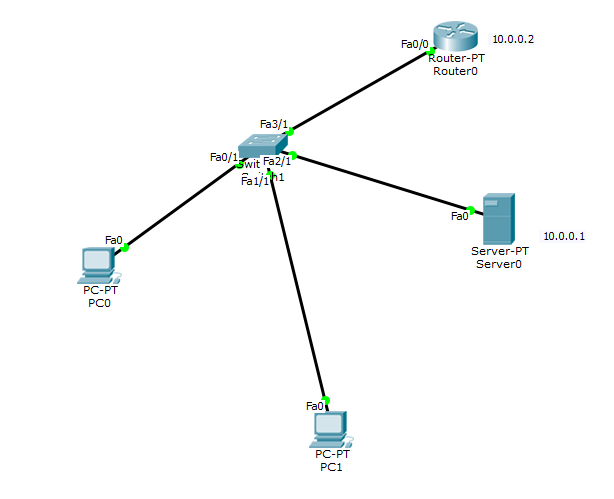 Fa0/0
10.0.0.2
Router-PT
Router0
Fa3/1
Fa0/1
Fa2/1
Fa1/1
Fa0
Server-PT
Server0
10.0.0.1
Fa0
PC-PT
PC0
Fa0
PC-PT
PC1